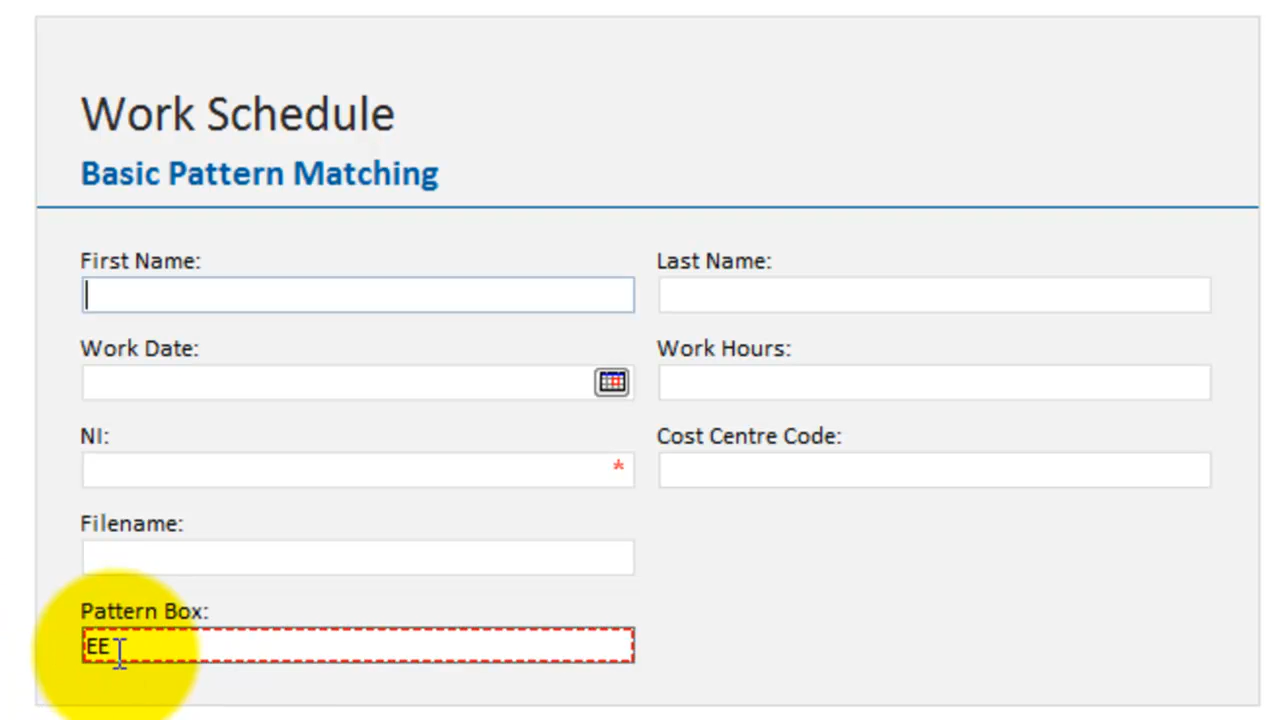 Work Schedule
Basic Pattern Matching
First Name:
Last Name:
Work Date:
Work Hours:
NI:
Cost Centre Code:
*
Filename:
Pattern Box:
EE